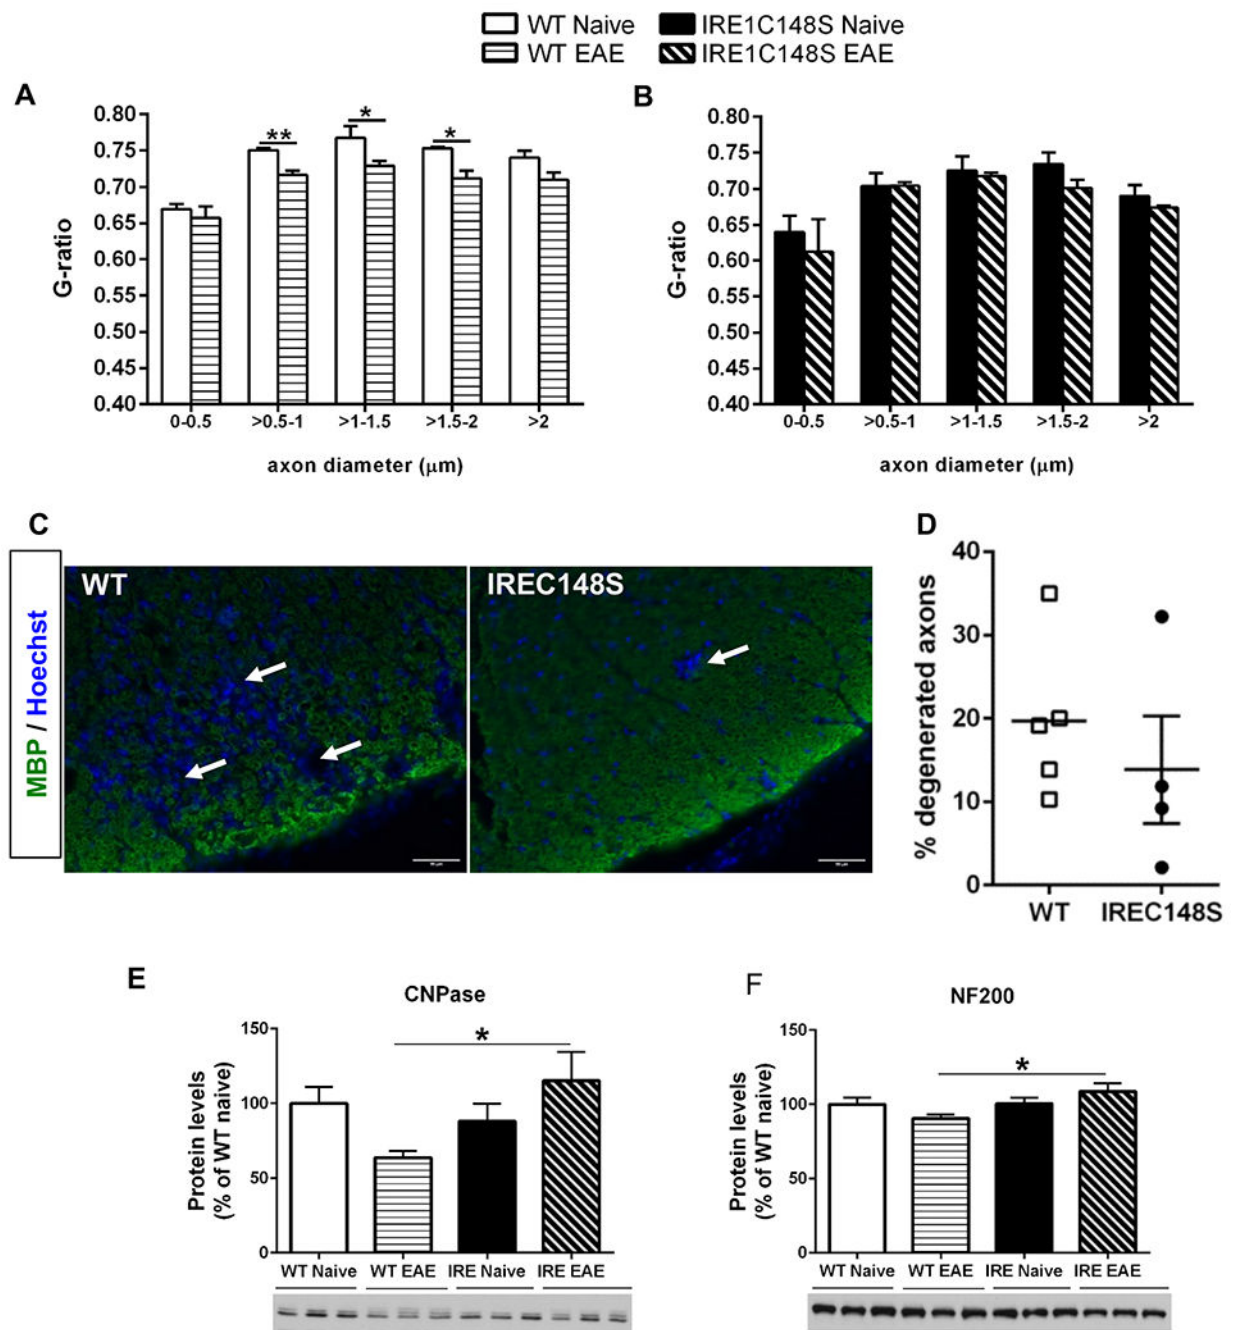 WT Naive IRE1C148S Naive
WT EAE IRE1C148S EAE
A
G-ratio
0.80
0.75
0.70
0.65
0.60
0.55
0.50
0.45
0.40
** * *
0-0.5 >0.5-1 >1-1.5 >1.5-2 >2
axon diameter (μm)
B
G-ratio
0.80
0.75
0.70
0.65
0.60
0.55
0.50
0.45
0.40
0-0.5 >0.5-1 >1-1.5 >1.5-2 >2
axon diameter (μm)
C
MBP / Hoechst
WT
IREC148S
D
% degenerated axons
40
30
20
10
0
WT IREC148S
E
CNPase
Protein levels
(% of WT naive)
150
100
50
0
*
WT Naive WT EAE IRE Naive IRE EAE
F
NF200
Protein levels
(% of WT naive)
150
100
50
0
*
WT Naive WT EAE IRE Naive IRE EAE